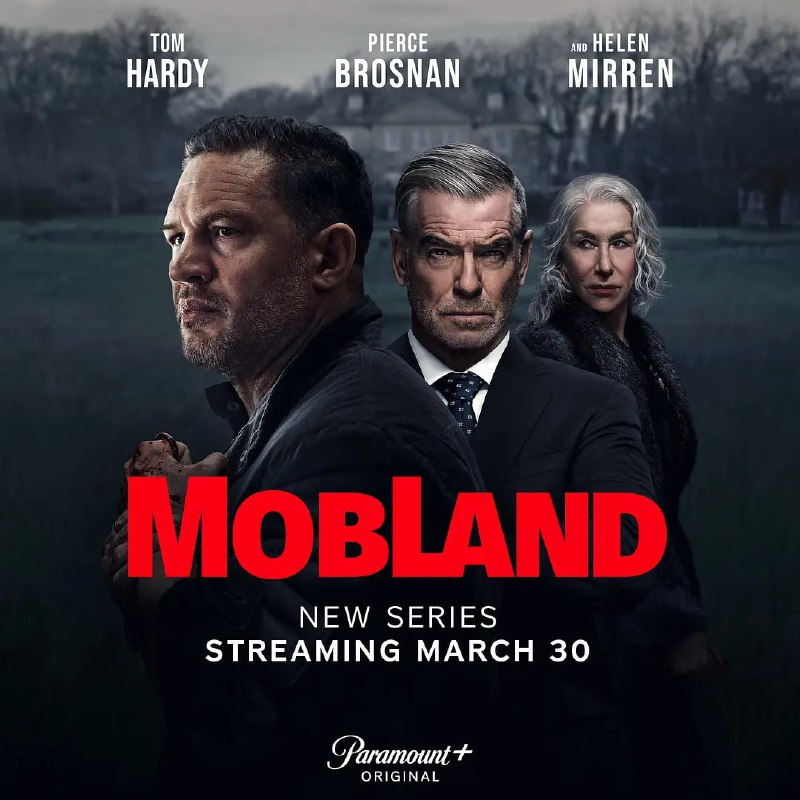 TOM
HARDY
PIERCE
BROSNAN
AND HELEN
MIRREN
MOBLAND
NEW SERIES
STREAMING MARCH 30
Paramount+
ORIGINAL